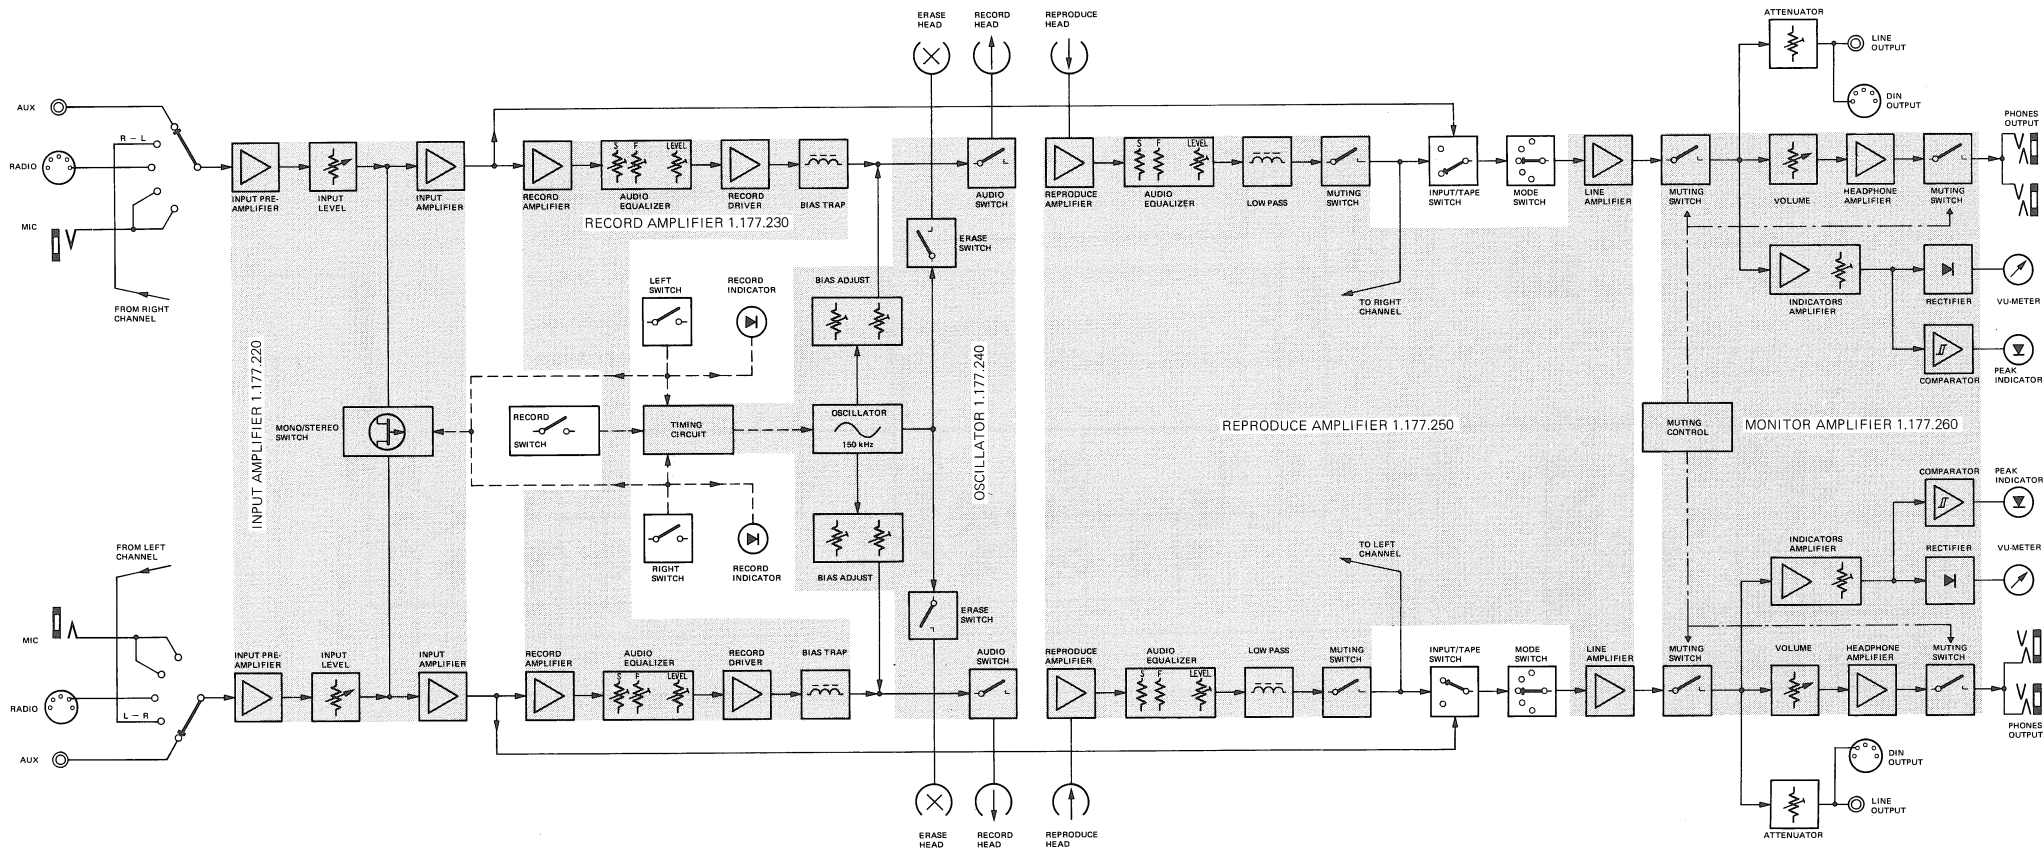 ERASE
HEAD
RECORD
HEAD
REPRODUCE
HEAD
ATTENUATOR
LINE
OUTPUT
DIN
OUTPUT
PHONES
OUTPUT
AUX
R – L
RADIO
MIC
FROM RIGHT
CHANNEL
INPUT PRE-
AMPLIFIER
INPUT
LEVEL
INPUT
AMPLIFIER
RECORD
AMPLIFIER
S F LEVEL
AUDIO
EQUALIZER
RECORD
DRIVER
BIAS TRAP
AUDIO
SWITCH
RECORD AMPLIFIER 1.177.230
ERASE
SWITCH
REPRODUCE
AMPLIFIER
S F LEVEL
AUDIO
EQUALIZER
LOW PASS
MUTING
SWITCH
INPUT/TAPE
SWITCH
MODE
SWITCH
LINE
AMPLIFIER
MUTING
SWITCH
VOLUME
HEADPHONE
AMPLIFIER
MUTING
SWITCH
TO RIGHT
CHANNEL
INDICATORS
AMPLIFIER
RECTIFIER
VU-METER
COMPARATOR
PEAK
INDICATOR
LEFT
SWITCH
RECORD
INDICATOR
BIAS ADJUST
INPUT AMPLIFIER 1.177.220
MONO/STEREO
SWITCH
RECORD
SWITCH
TIMING
CIRCUIT
OSCILLATOR
150 kHz
OSCILLATOR 1.177.240
REPRODUCE AMPLIFIER 1.177.250
MUTING
CONTROL
MONITOR AMPLIFIER 1.177.260
RIGHT
SWITCH
RECORD
INDICATOR
BIAS ADJUST
ERASE
SWITCH
TO LEFT
CHANNEL
COMPARATOR
PEAK
INDICATOR
INDICATORS
AMPLIFIER
RECTIFIER
VU-METER
FROM LEFT
CHANNEL
MIC
RADIO
L – R
AUX
INPUT PRE-
AMPLIFIER
INPUT
LEVEL
INPUT
AMPLIFIER
RECORD
AMPLIFIER
AUDIO
EQUALIZER
S F LEVEL
RECORD
DRIVER
BIAS TRAP
AUDIO
SWITCH
REPRODUCE
AMPLIFIER
AUDIO
EQUALIZER
S F LEVEL
LOW PASS
MUTING
SWITCH
INPUT/TAPE
SWITCH
MODE
SWITCH
LINE
AMPLIFIER
MUTING
SWITCH
VOLUME
HEADPHONE
AMPLIFIER
MUTING
SWITCH
PHONES
OUTPUT
DIN
OUTPUT
LINE
OUTPUT
ATTENUATOR
ERASE
HEAD
RECORD
HEAD
REPRODUCE
HEAD